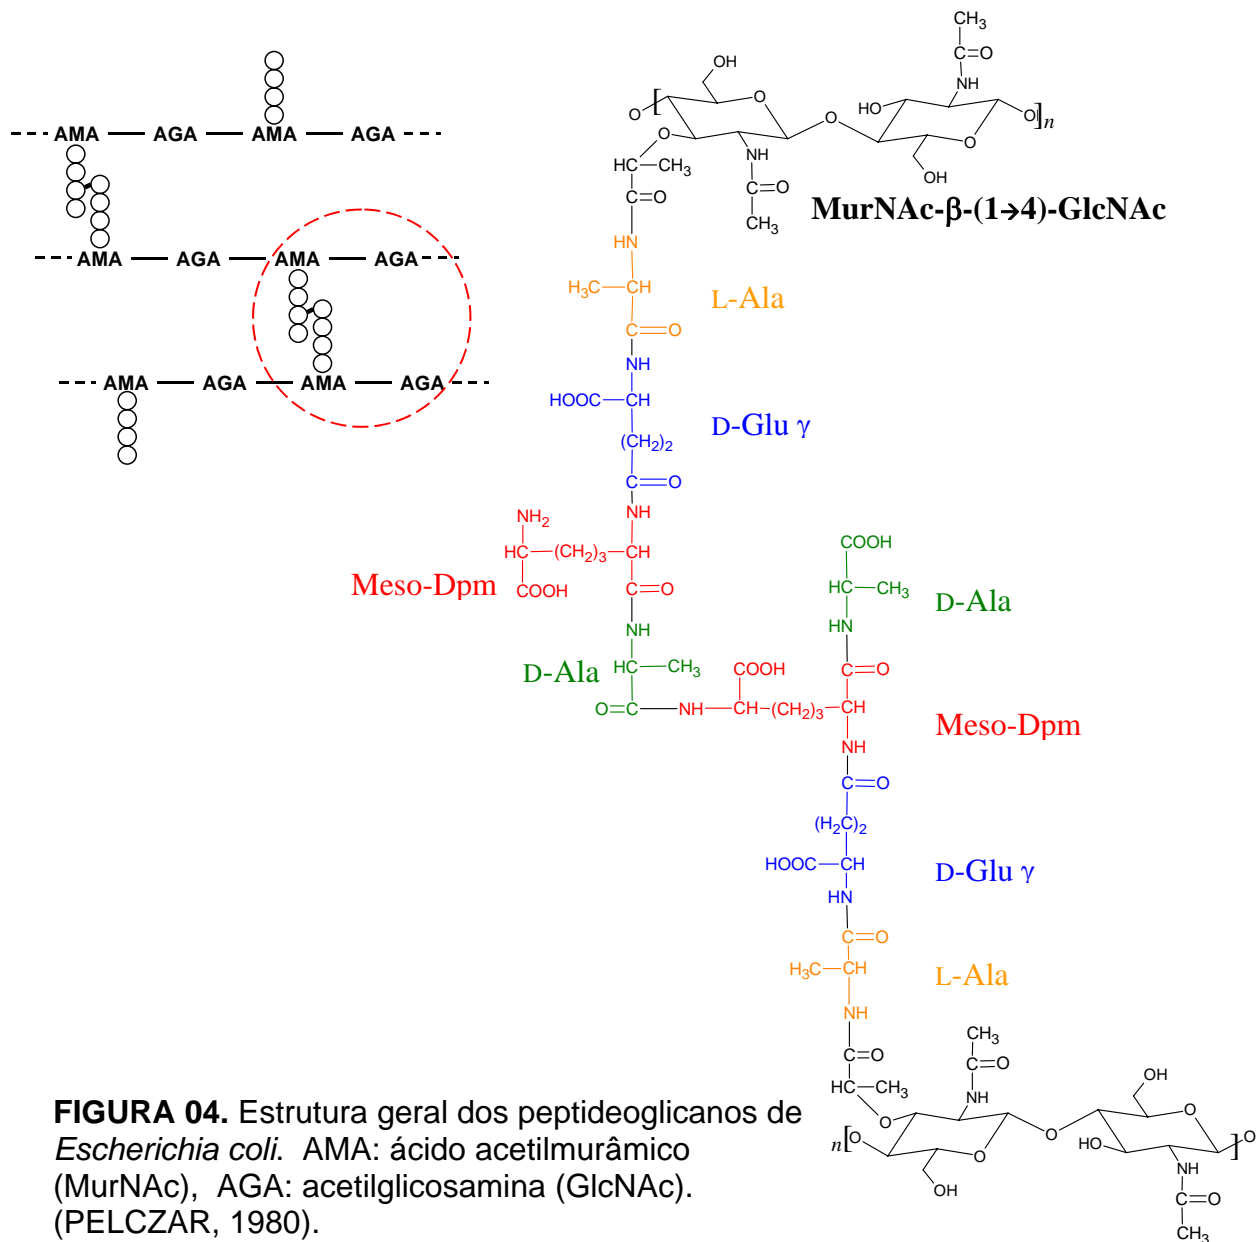 AMA AGA AMA AGA
AMA AGA AMA AGA
AMA AGA AMA AGA
CH₃
C=O
NH
OH
O
O
[
O
O
HO
O
O
]n
O
NH
CH₃
HC
C=O
C=O
CH₃
OH
MurNAc-β-(1→4)-GlcNAc
HN
H₃C—CH
L-Ala
C=O
NH
HOOC—CH
D-Glu γ
(CH₂)₂
C=O
NH
NH₂
HC—(CH₂)₃—CH
Meso-Dpm
COOH
C=O
NH
D-Ala
HC—CH₃
O=C—NH—CH—(CH₂)₃—CH
COOH
COOH
HC—CH₃
D-Ala
HN
C=O
Meso-Dpm
NH
C=O
(H₂C)₂
HOOC—CH
D-Glu γ
HN
C=O
H₃C—CH
L-Ala
NH
C=O
HC
CH₃
O
CH₃
C=O
NH
OH
O
O
n[
O
O
HO
O
]
O
OH
NH
C=O
CH₃
FIGURA 04. Estrutura geral dos peptideoglicanos de
Escherichia coli. AMA: ácido acetilmurâmico
(MurNAc), AGA: acetilglicosamina (GlcNAc).
(PELCZAR, 1980).